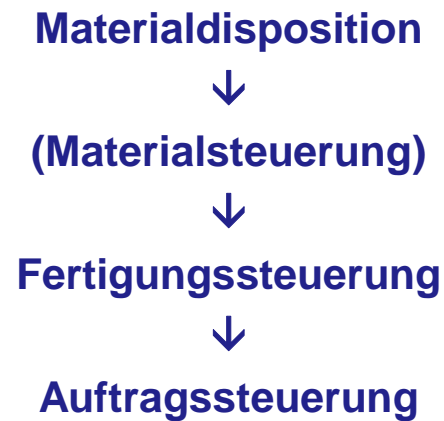 Materialdisposition
↓
(Materialsteuerung)
↓
Fertigungssteuerung
↓
Auftragssteuerung